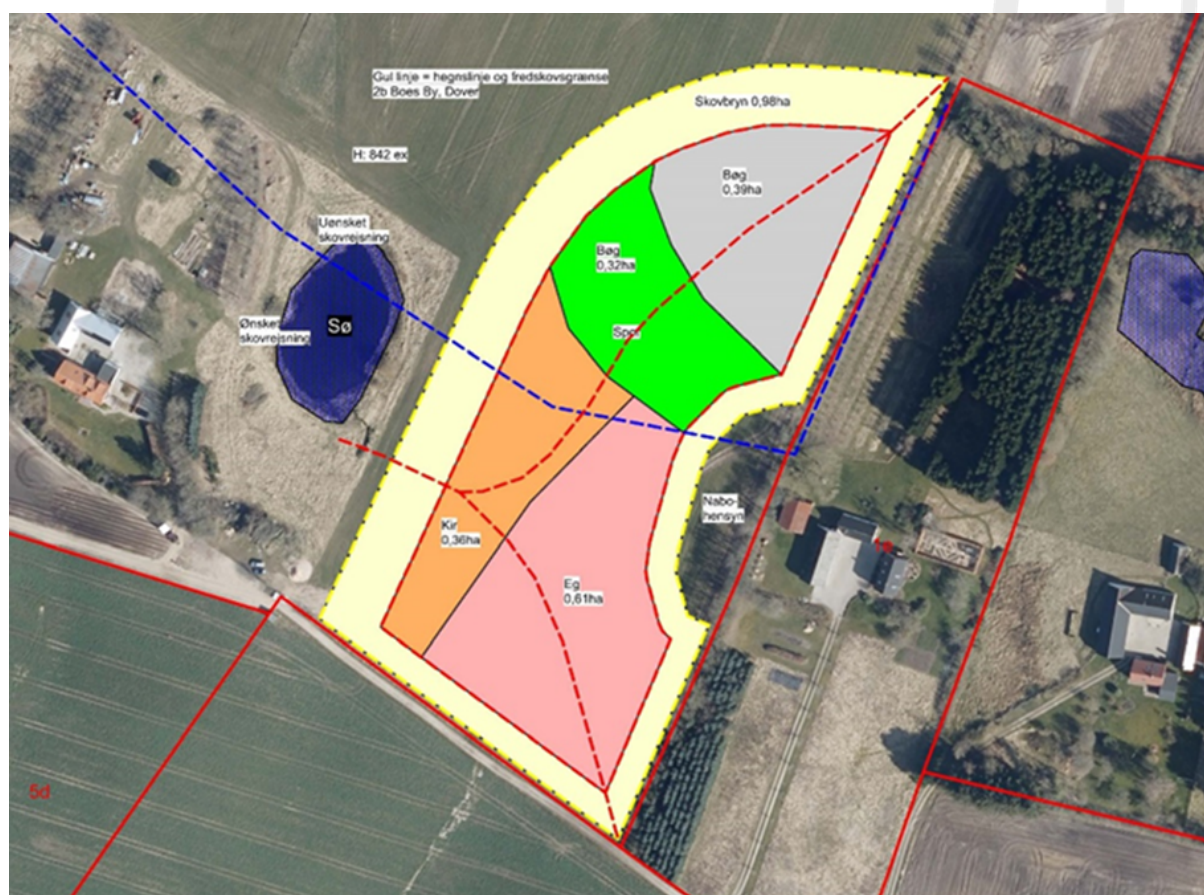 Gul linje = hegnslinje og fredskovsgrænse
2b Boes By, Dover
Skovbryn 0,98ha
H: 842 ex
Bøg
0,39ha
Uønsket
skovrejsning
Bøg
0,32ha
Ønsket
skovrejsning
Sø
Spor
Nabo-
hensyn
Kir
0,36ha
Eg
0,61ha
5d